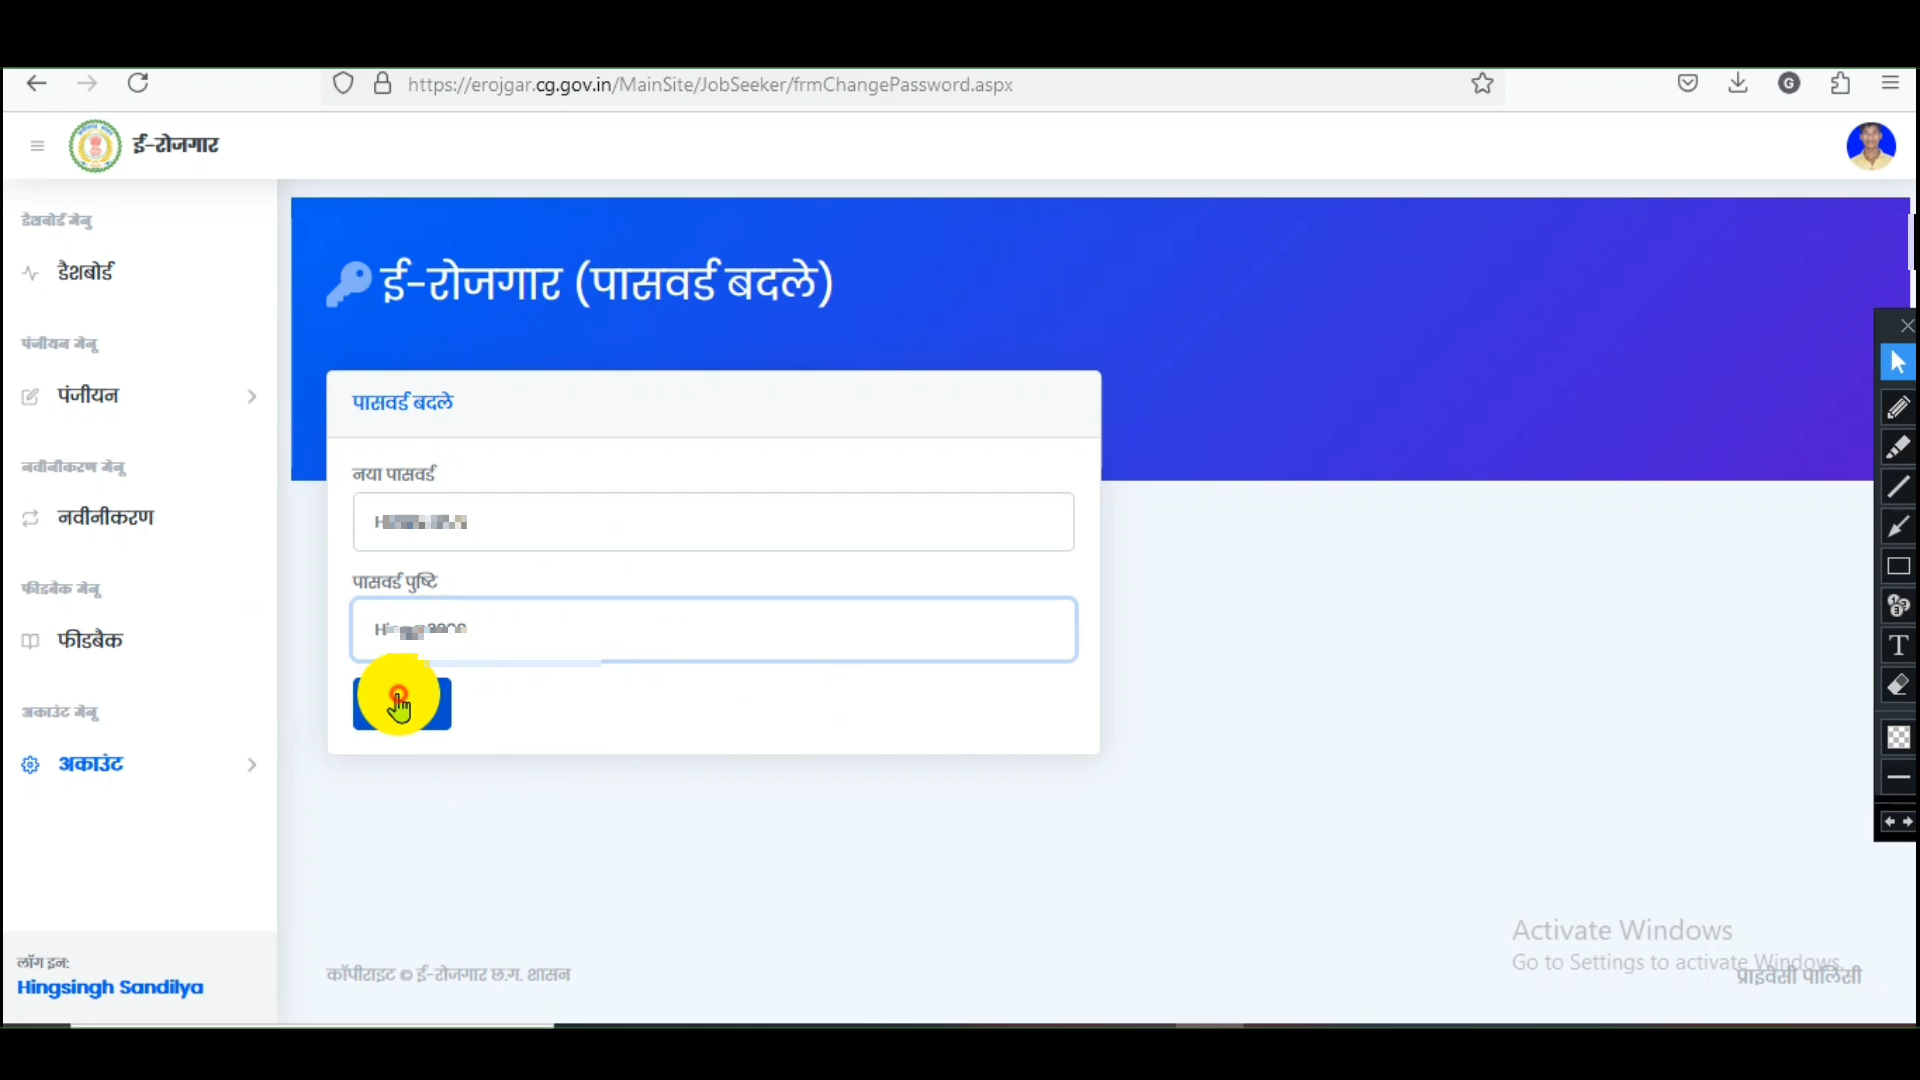 https://erojgar.cg.gov.in/MainSite/JobSeeker/frmChangePassword.aspx
G
ई-रोजगार
डैशबोर्ड मेनु
डैशबोर्ड
पंजीयन मेनू
पंजीयन
नवीनीकरण मेनू
नवीनीकरण
फीडबैक मेनू
फीडबैक
अकाउंट मेनू
अकाउंट
लॉग इन:
Hingsingh Sandilya
ई-रोजगार (पासवर्ड बदले)
पासवर्ड बदले
नया पासवर्ड
पासवर्ड पुष्टि
कॉपीराइट © ई-रोजगार छ.ग. शासन
Activate Windows
Go to Settings to activate Windows.
प्राइवेसी पालिसी